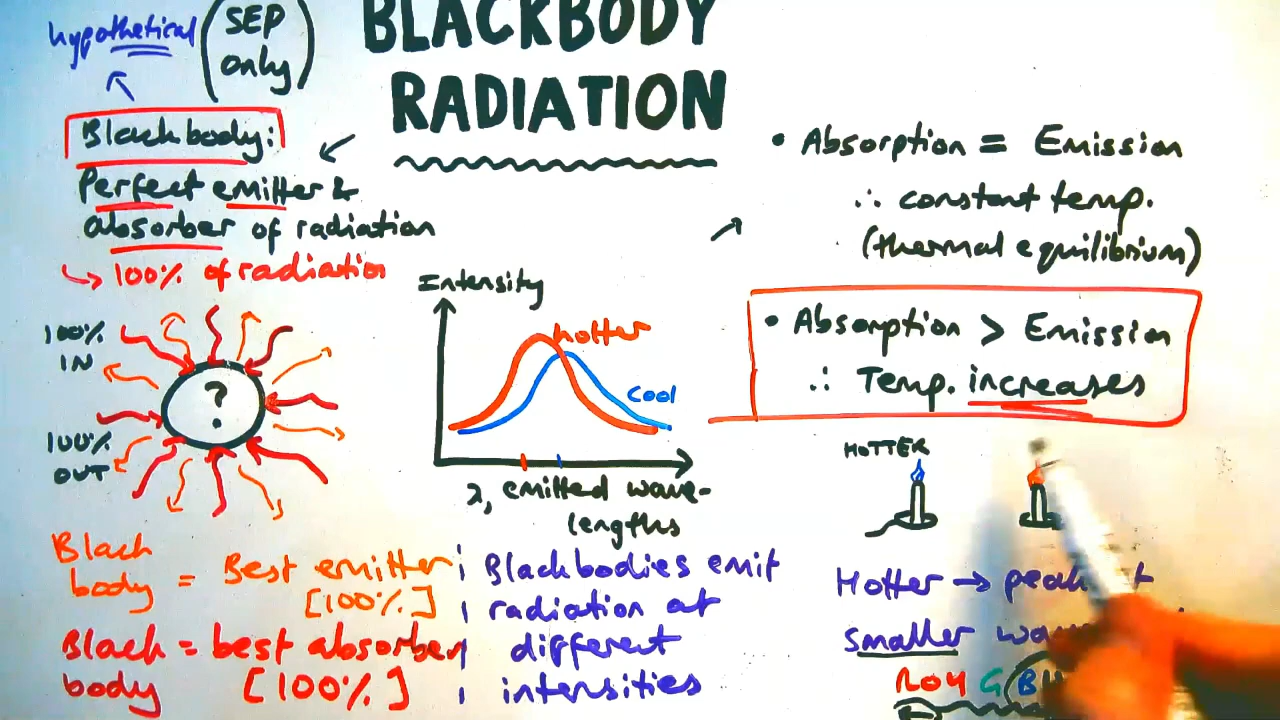 hypothetical
(SEP
only)
BLACKBODY
RADIATION
Blackbody:
Perfect emitter &
absorber of radiation
↳ 100% of radiation
100%
IN
?
100%
OUT
Intensity
hotter
Cool
λ, emitted wave-
lengths
• Absorption = Emission
∴ constant temp.
(thermal equilibrium)
• Absorption > Emission
∴ Temp. increases
HOTTER
Black
body = Best emitter
[100%]
Black = best absorber
body [100%]
Blackbodies emit
radiation at
different
intensities
Hotter → peak
smaller
ROY G B